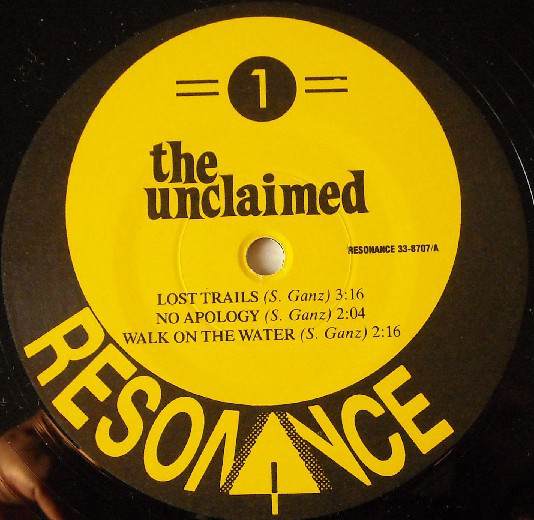 1
the
unclaimed
RESONANCE 33-8707/A
LOST TRAILS (S. Ganz) 3:16
NO APOLOGY (S. Ganz) 2:04
WALK ON THE WATER (S. Ganz) 2:16
RESONANCE